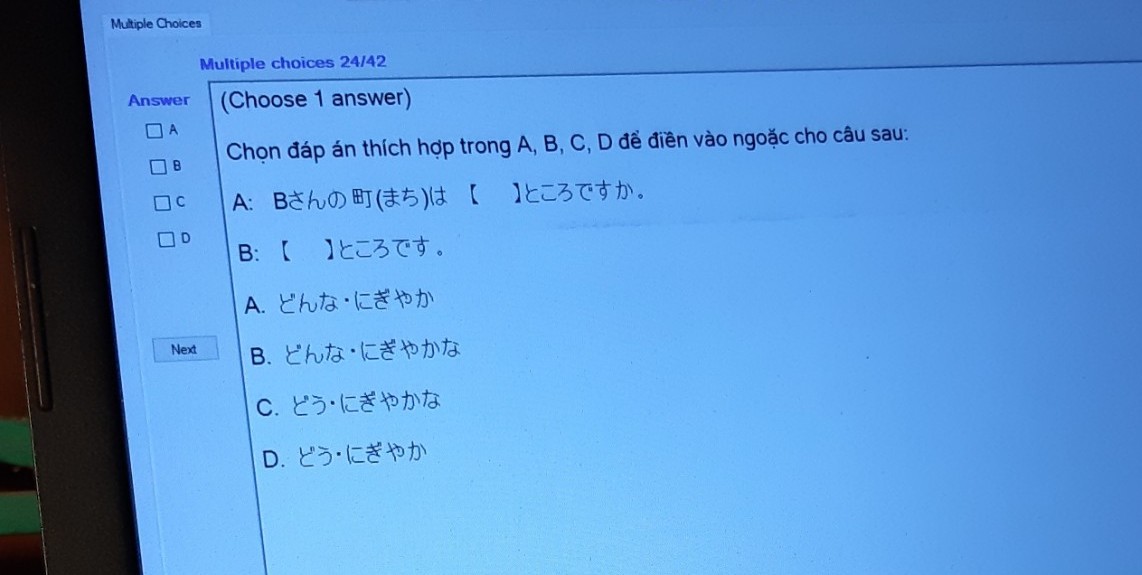 Multiple Choices
Multiple choices 24/42
Answer
A
B
C
D
Next
(Choose 1 answer)
Chọn đáp án thích hợp trong A, B, C, D để điền vào ngoặc cho câu sau:
A: Bさんの町(まち)は 【 】ところですか。
B: 【 】ところです。
A. どんな・にぎやか
B. どんな・にぎやかな
C. どう・にぎやかな
D. どう・にぎやか